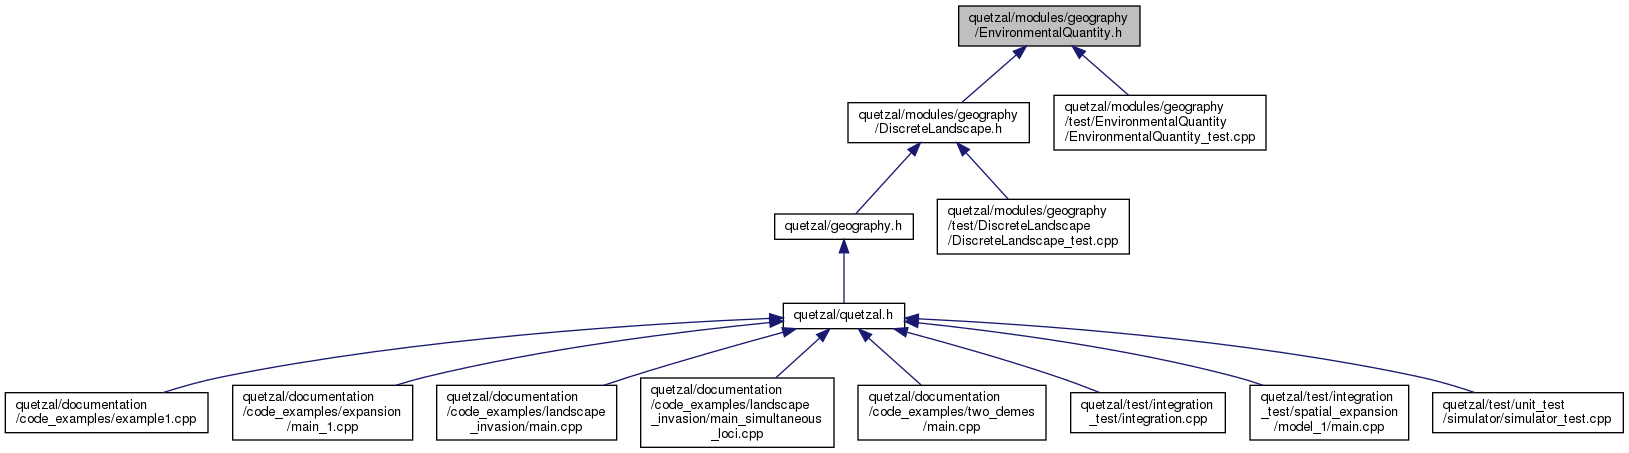 quetzal/modules/geography
/EnvironmentalQuantity.h
quetzal/modules/geography
/DiscreteLandscape.h
quetzal/modules/geography
/test/EnvironmentalQuantity
/EnvironmentalQuantity_test.cpp
quetzal/geography.h
quetzal/modules/geography
/test/DiscreteLandscape
/DiscreteLandscape_test.cpp
quetzal/quetzal.h
quetzal/documentation
/code_examples/example1.cpp
quetzal/documentation
/code_examples/expansion
/main_1.cpp
quetzal/documentation
/code_examples/landscape
_invasion/main.cpp
quetzal/documentation
/code_examples/landscape
_invasion/main_simultaneous
_loci.cpp
quetzal/documentation
/code_examples/two_demes
/main.cpp
quetzal/test/integration
_test/integration.cpp
quetzal/test/integration
_test/spatial_expansion
/model_1/main.cpp
quetzal/test/unit_test
/simulator/simulator_test.cpp